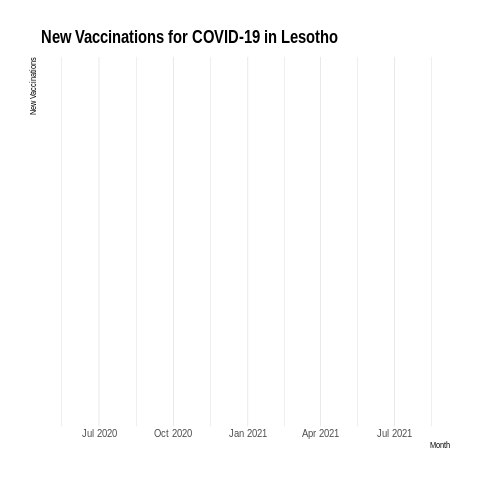 New Vaccinations for COVID-19 in Lesotho
New Vaccinations
Jul 2020 Oct 2020 Jan 2021 Apr 2021 Jul 2021
Month